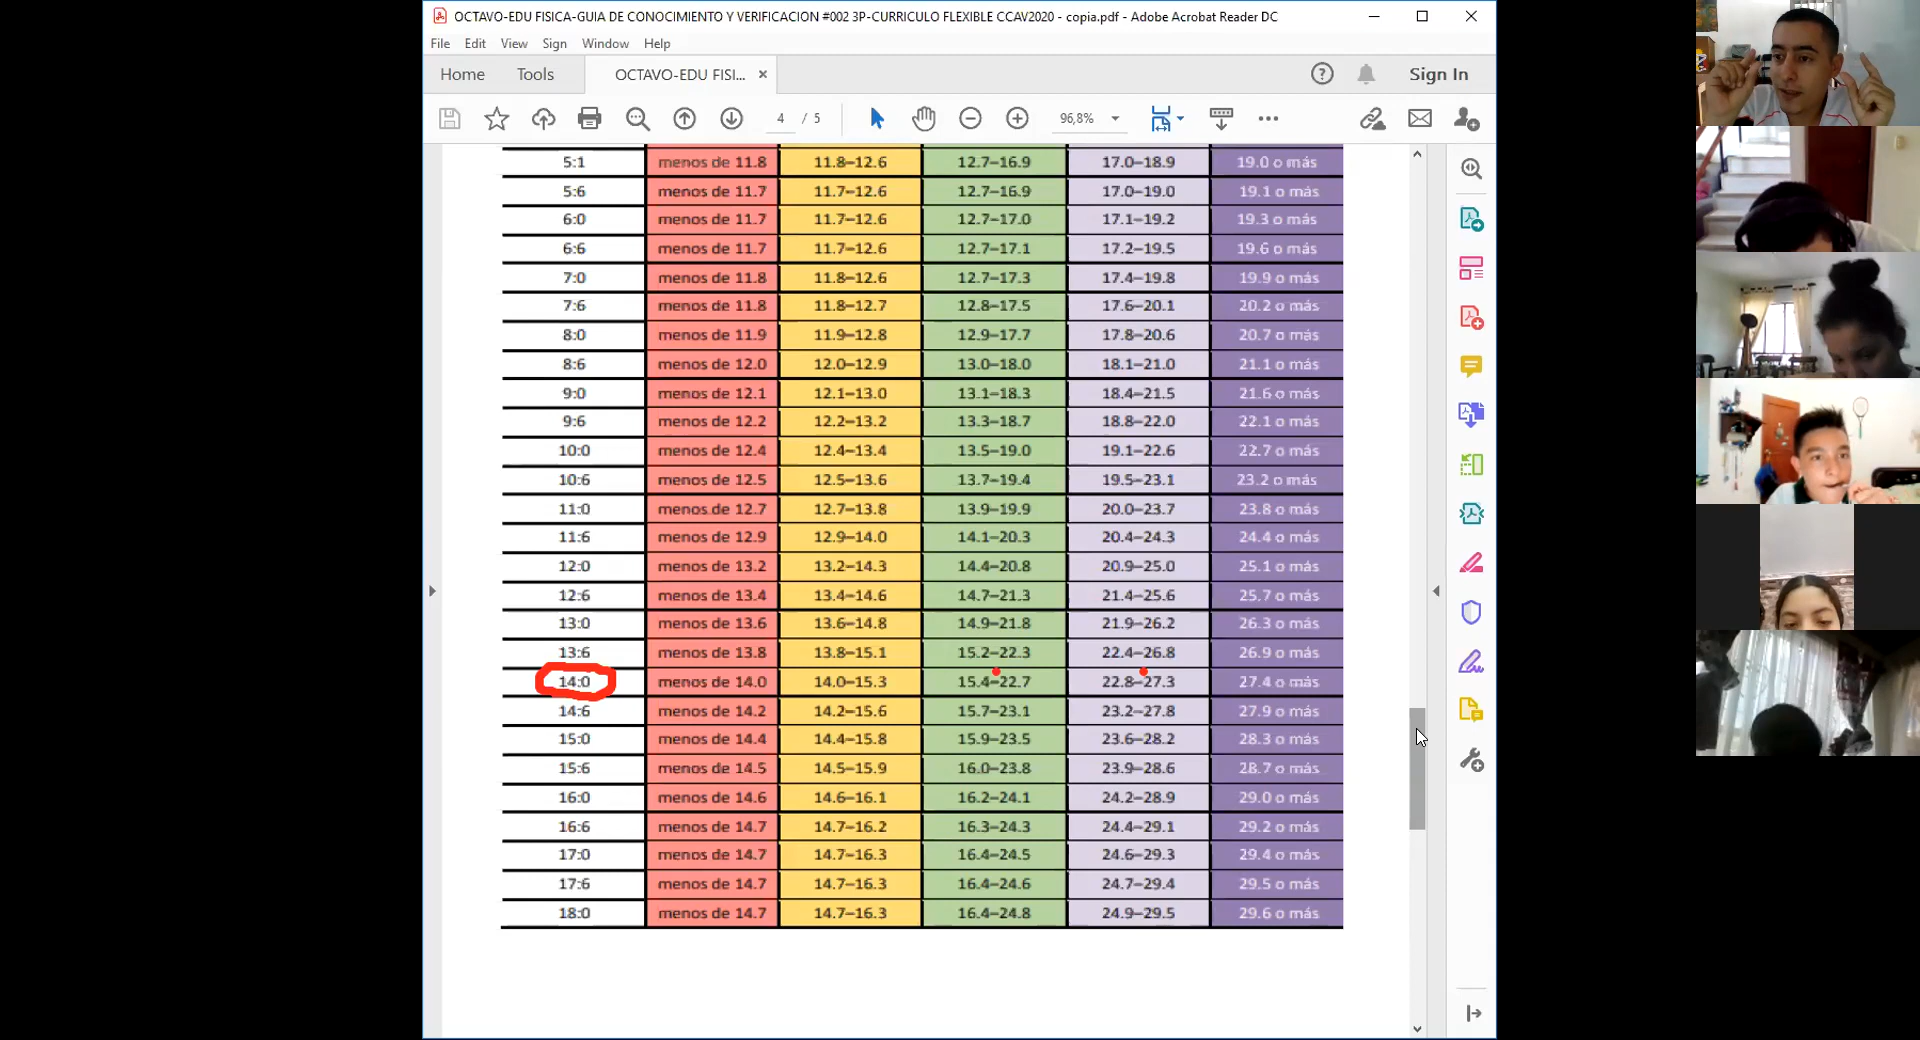 OCTAVO-EDU FISICA-GUIA DE CONOCIMIENTO Y VERIFICACION #002 3P-CURRICULO FLEXIBLE CCAV2020 - copia.pdf - Adobe Acrobat Reader DC
File Edit View Sign Window Help
Home Tools OCTAVO-EDU FISI... Sign In
4 / 5 96,8%
5:1 menos de 11.8 11.8–12.6 12.7–16.9 17.0–18.9 19.0 o más
5:6 menos de 11.7 11.7–12.6 12.7–16.9 17.0–19.0 19.1 o más
6:0 menos de 11.7 11.7–12.6 12.7–17.0 17.1–19.2 19.3 o más
6:6 menos de 11.7 11.7–12.6 12.7–17.1 17.2–19.5 19.6 o más
7:0 menos de 11.8 11.8–12.6 12.7–17.3 17.4–19.8 19.9 o más
7:6 menos de 11.8 11.8–12.7 12.8–17.5 17.6–20.1 20.2 o más
8:0 menos de 11.9 11.9–12.8 12.9–17.7 17.8–20.6 20.7 o más
8:6 menos de 12.0 12.0–12.9 13.0–18.0 18.1–21.0 21.1 o más
9:0 menos de 12.1 12.1–13.0 13.1–18.3 18.4–21.5 21.6 o más
9:6 menos de 12.2 12.2–13.2 13.3–18.7 18.8–22.0 22.1 o más
10:0 menos de 12.4 12.4–13.4 13.5–19.0 19.1–22.6 22.7 o más
10:6 menos de 12.5 12.5–13.6 13.7–19.4 19.5–23.1 23.2 o más
11:0 menos de 12.7 12.7–13.8 13.9–19.9 20.0–23.7 23.8 o más
11:6 menos de 12.9 12.9–14.0 14.1–20.3 20.4–24.3 24.4 o más
12:0 menos de 13.2 13.2–14.3 14.4–20.8 20.9–25.0 25.1 o más
12:6 menos de 13.4 13.4–14.6 14.7–21.3 21.4–25.6 25.7 o más
13:0 menos de 13.6 13.6–14.8 14.9–21.8 21.9–26.2 26.3 o más
13:6 menos de 13.8 13.8–15.1 15.2–22.3 22.4–26.8 26.9 o más
14:0 menos de 14.0 14.0–15.3 15.4–22.7 22.8–27.3 27.4 o más
14:6 menos de 14.2 14.2–15.6 15.7–23.1 23.2–27.8 27.9 o más
15:0 menos de 14.4 14.4–15.8 15.9–23.5 23.6–28.2 28.3 o más
15:6 menos de 14.5 14.5–15.9 16.0–23.8 23.9–28.6 28.7 o más
16:0 menos de 14.6 14.6–16.1 16.2–24.1 24.2–28.9 29.0 o más
16:6 menos de 14.7 14.7–16.2 16.3–24.3 24.4–29.1 29.2 o más
17:0 menos de 14.7 14.7–16.3 16.4–24.5 24.6–29.3 29.4 o más
17:6 menos de 14.7 14.7–16.3 16.4–24.6 24.7–29.4 29.5 o más
18:0 menos de 14.7 14.7–16.3 16.4–24.8 24.9–29.5 29.6 o más